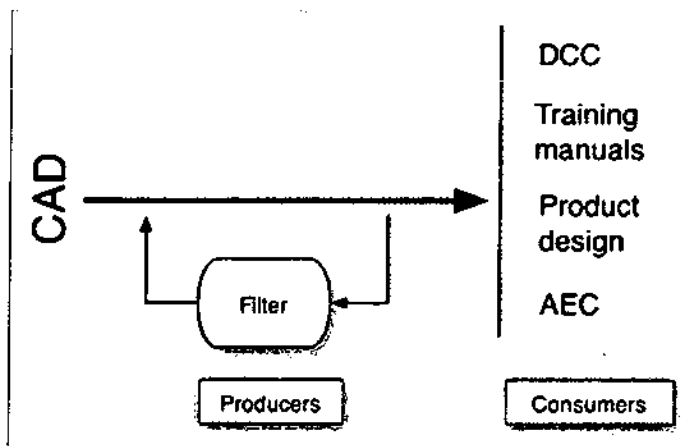 CAD
DCC
Training
manuals
Product
design
AEC
Filter
Producers
Consumers